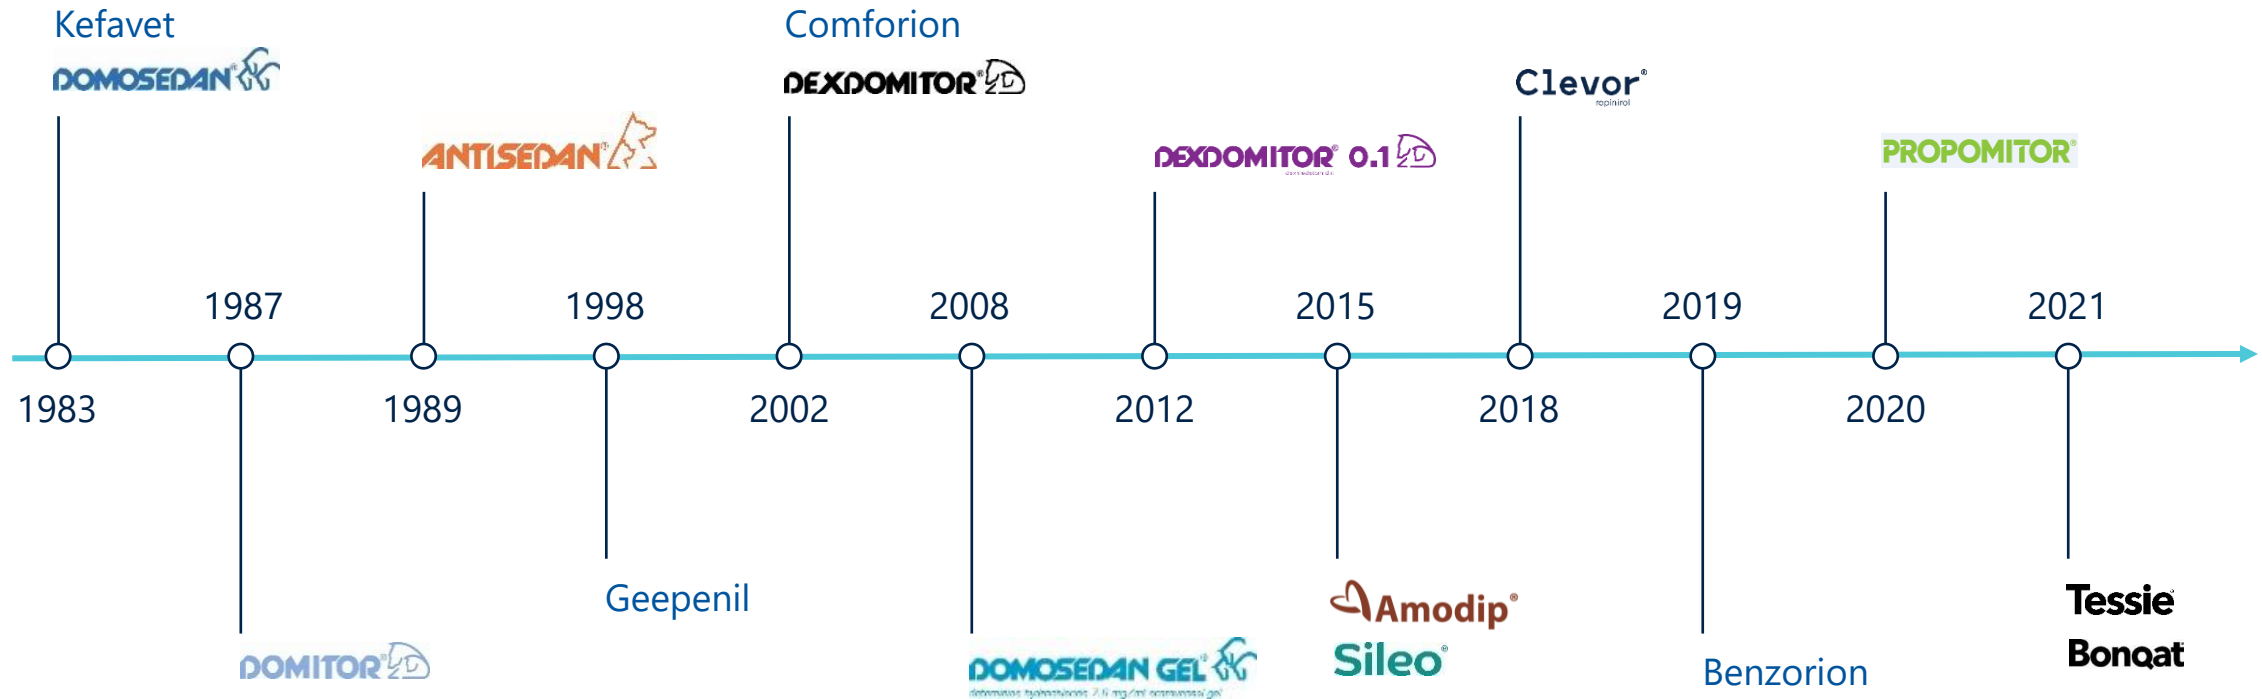 Kefavet
DOMOSEDAN®
Comforion
DEXDOMITOR®
Clevor®
ropinirol
ANTISEDAN®
DEXDOMITOR® 0.1
PROPOMITOR®
1987
1998
2008
2015
2019
2021
1983
1989
2002
2012
2018
2020
Geepenil
Amodip®
Tessie
DOMITOR®
DOMOSEDAN GEL®
Sileo®
Benzorion
Bonqat